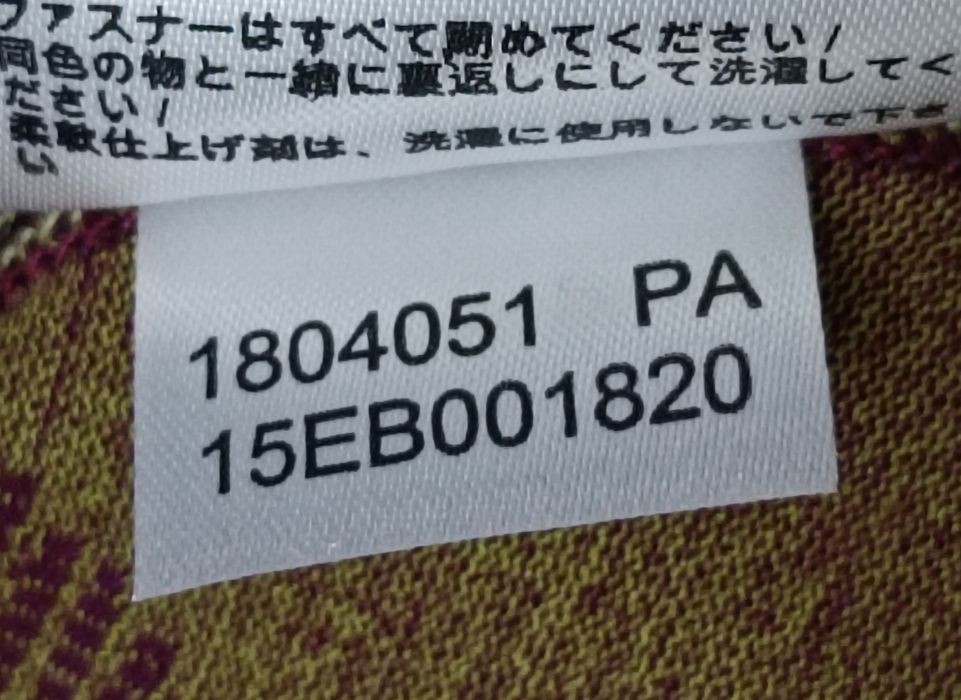 ファスナーはすべて閉めてください/
同色の物と一緒に裏返しにして洗濯してく
ださい/
柔軟仕上げ剤は、洗濯に使用しないで下さ
い
1804051 PA
15EB001820